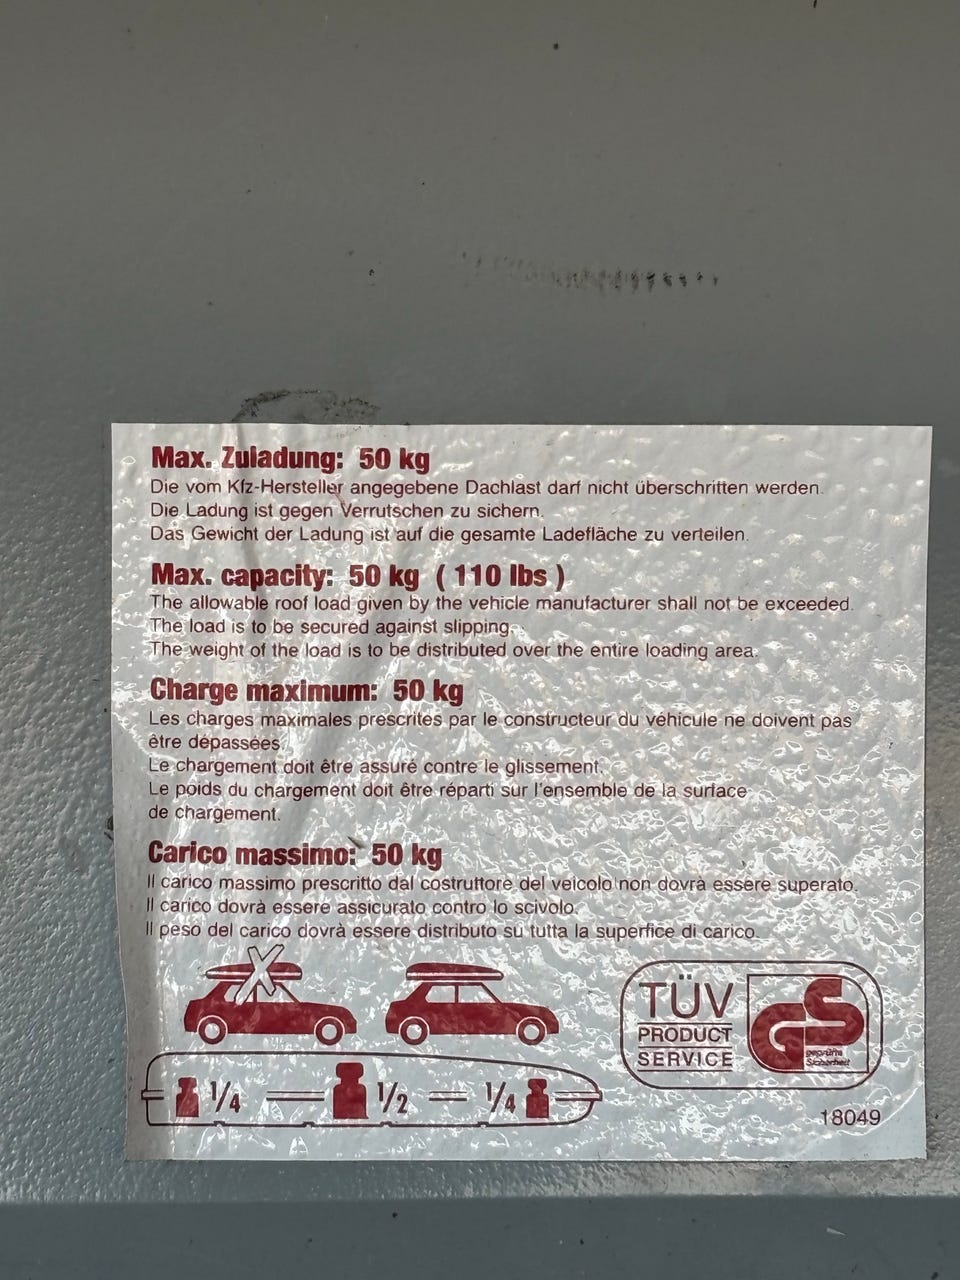 Max. Zuladung: 50 kg
Die vom Kfz-Hersteller angegebene Dachlast darf nicht überschritten werden.
Die Ladung ist gegen Verrutschen zu sichern.
Das Gewicht der Ladung ist auf die gesamte Ladefläche zu verteilen.
Max. capacity: 50 kg ( 110 lbs )
The allowable roof load given by the vehicle manufacturer shall not be exceeded.
The load is to be secured against slipping.
The weight of the load is to be distributed over the entire loading area.
Charge maximum: 50 kg
Les charges maximales prescrites par le constructeur du véhicule ne doivent pas
être dépassées.
Le chargement doit être assuré contre le glissement.
Le poids du chargement doit être réparti sur l'ensemble de la surface
de chargement.
Carico massimo: 50 kg
Il carico massimo prescritto dal costruttore del veicolo non dovrà essere superato.
Il carico dovrà essere assicurato contro lo scivolo.
Il peso del carico dovrà essere distributo su tutta la superfice di carico.
TÜV
PRODUCT
SERVICE
GS
geprüfte
Sicherheit
1/4 1/2 1/4
18049